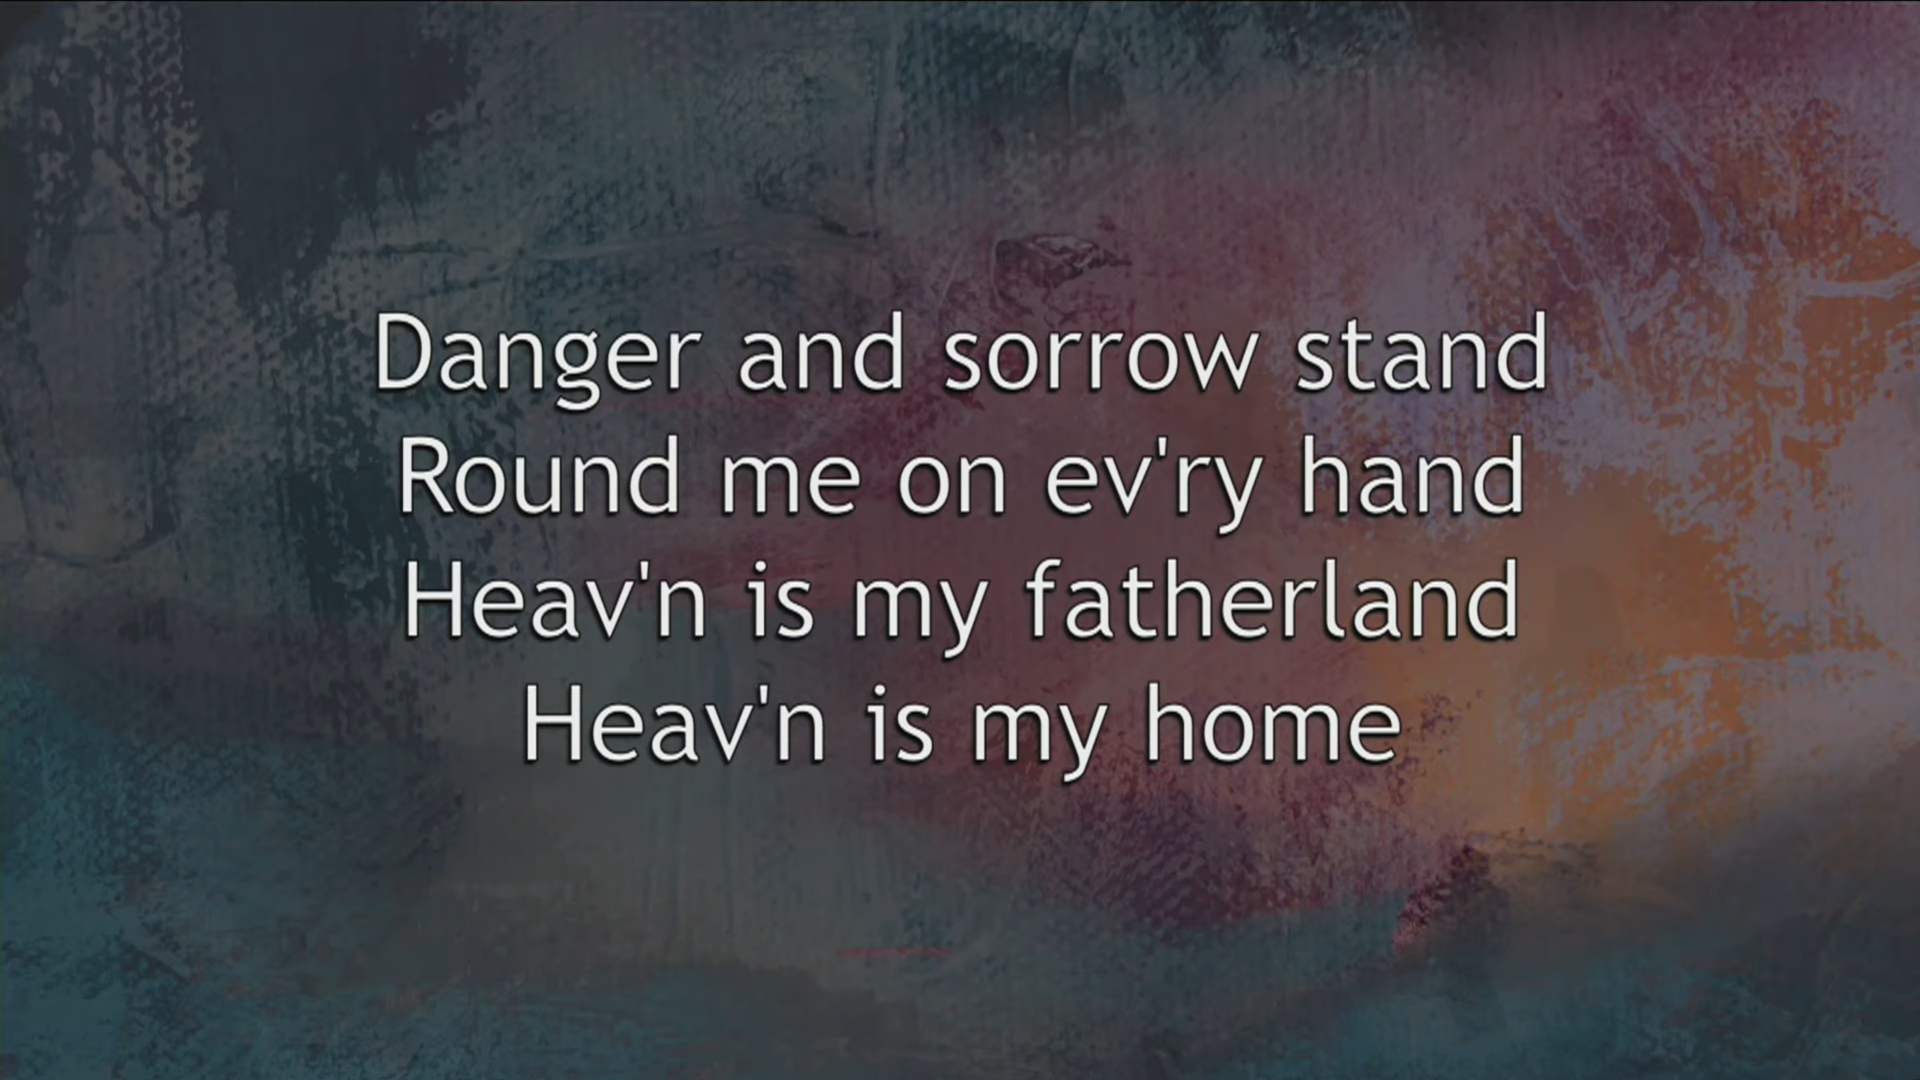 Danger and sorrow stand
Round me on ev'ry hand
Heav'n is my fatherland
Heav'n is my home